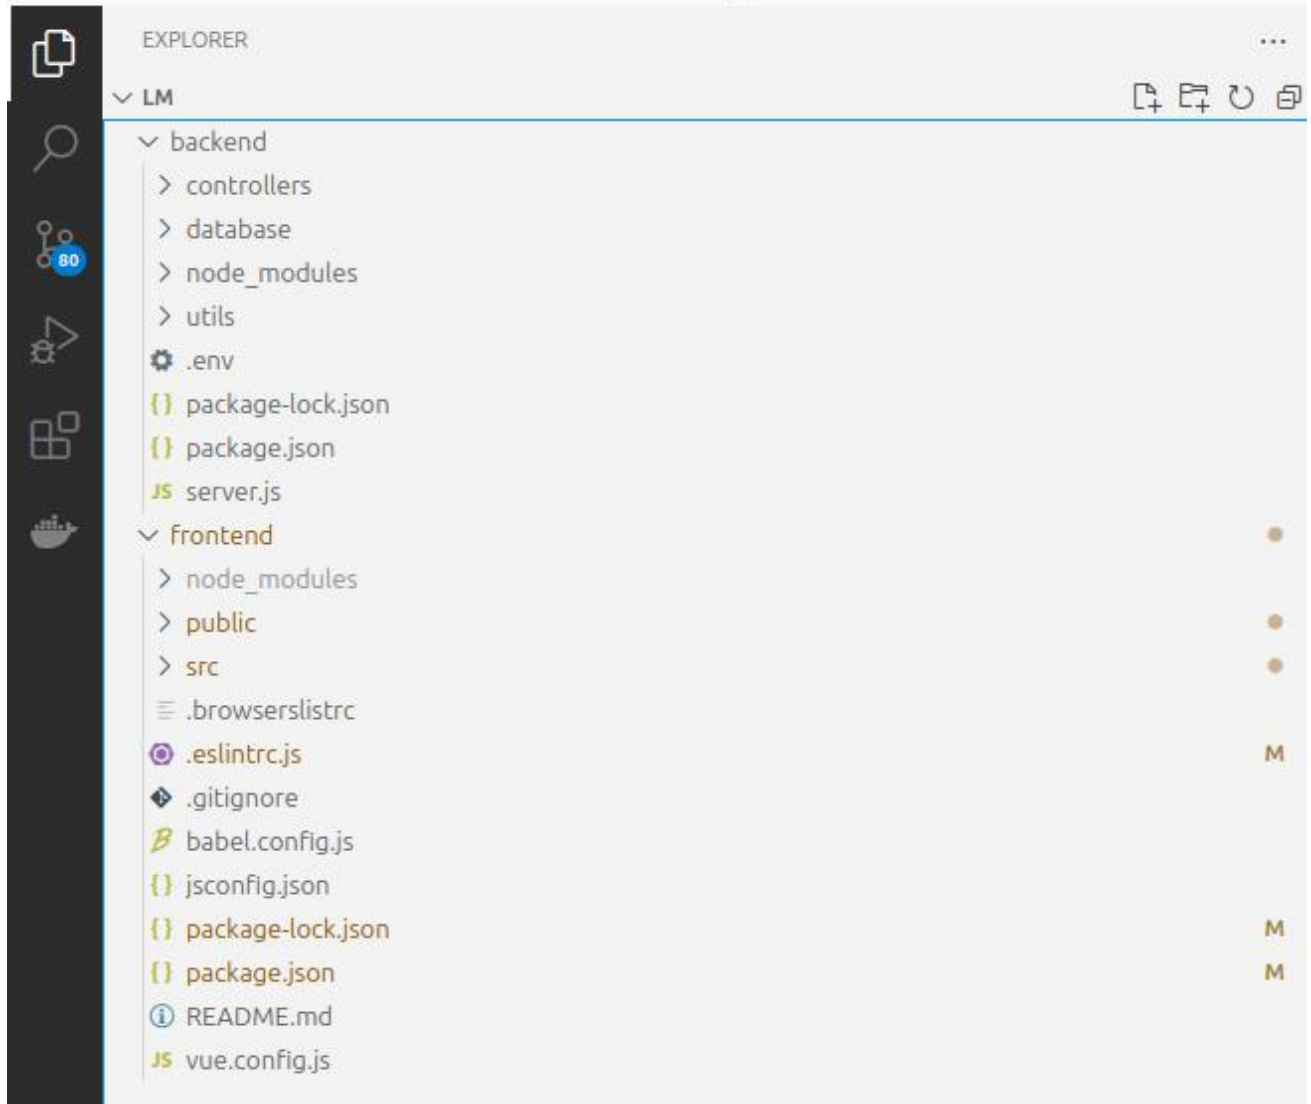 EXPLORER ...
LM
backend
controllers
database
80
node_modules
utils
.env
{} package-lock.json
{} package.json
JS server.js
frontend
node_modules
public
src
.browserslistrc
.eslintrc.js M
.gitignore
B babel.config.js
{} jsconfig.json
{} package-lock.json M
{} package.json M
README.md
JS vue.config.js